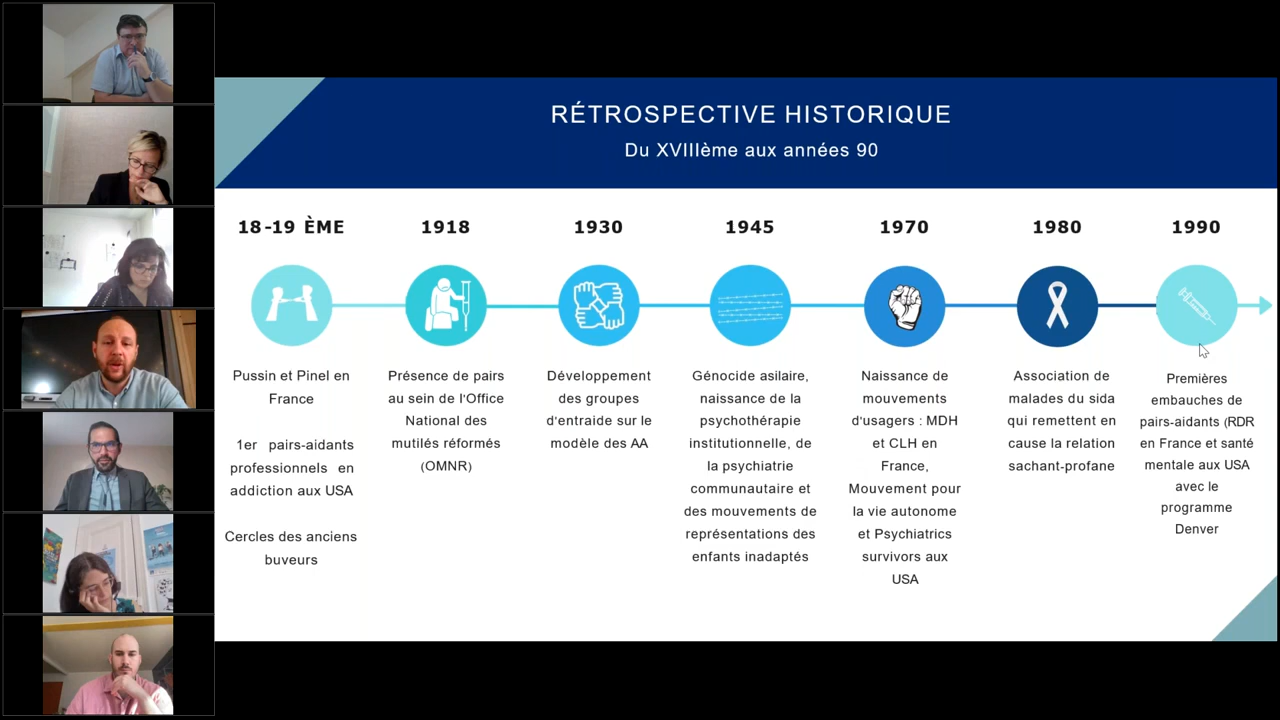 RÉTROSPECTIVE HISTORIQUE
Du XVIIIème aux années 90
18-19 ÈME
Pussin et Pinel en
France
1er pairs-aidants
professionnels en
addiction aux USA
Cercles des anciens
buveurs
1918
Présence de pairs
au sein de l'Office
National des
mutilés réformés
(OMNR)
1930
Développement
des groupes
d'entraide sur le
modèle des AA
1945
Génocide asilaire,
naissance de la
psychothérapie
institutionnelle, de
la psychiatrie
communautaire et
des mouvements de
représentations des
enfants inadaptés
1970
Naissance de
mouvements
d'usagers : MDH
et CLH en
France,
Mouvement pour
la vie autonome
et Psychiatrics
survivors aux
USA
1980
Association de
malades du sida
qui remettent en
cause la relation
sachant-profane
1990
Premières
embauches de
pairs-aidants (RDR
en France et santé
mentale aux USA
avec le
programme
Denver